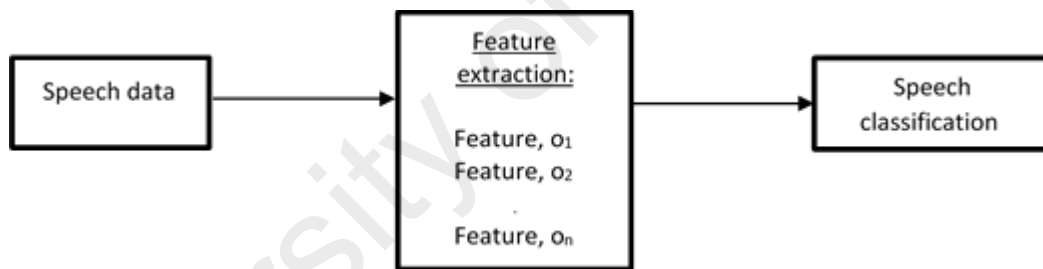 Speech data
Feature
extraction:
Feature, o₁
Feature, o₂
.
Feature, oₙ
Speech
classification